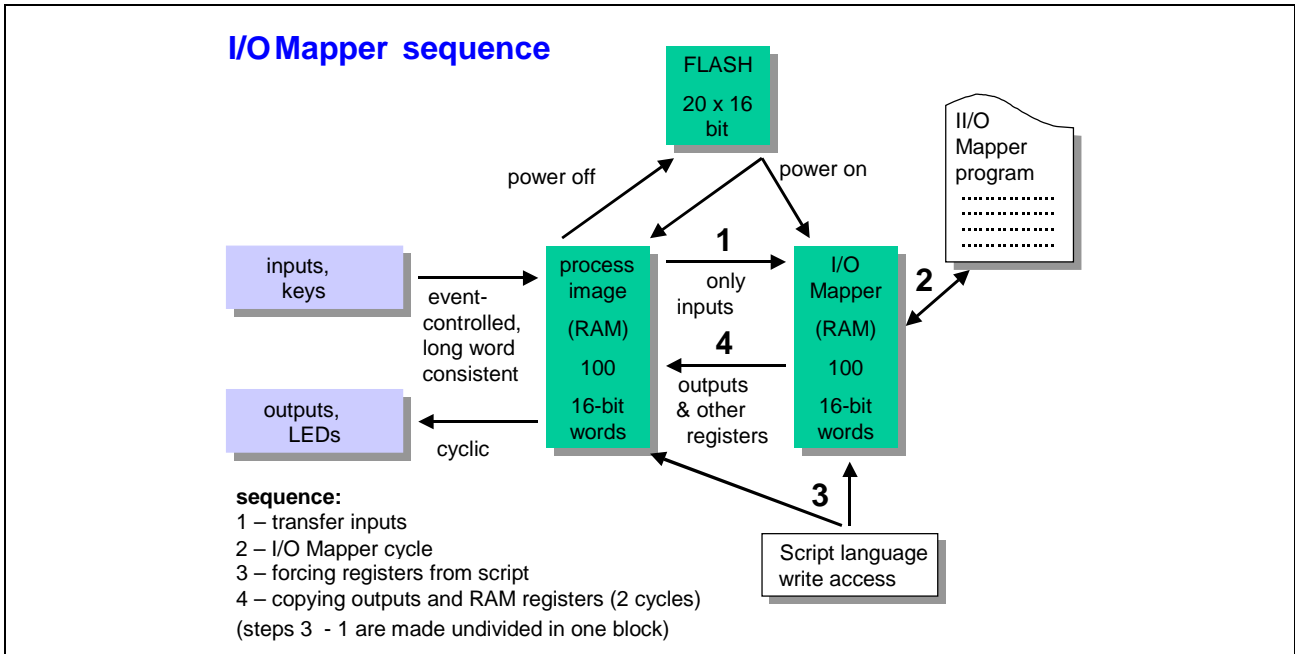 I/O Mapper sequence
FLASH
20 x 16
bit
II/O
Mapper
program
power off
power on
inputs,
keys
event-
controlled,
long word
consistent
process
image
(RAM)
100
16-bit
words
1
only
inputs
4
outputs
& other
registers
I/O
Mapper
(RAM)
100
16-bit
words
2
outputs,
LEDs
cyclic
3
Script language
write access
sequence:
1 – transfer inputs
2 – I/O Mapper cycle
3 – forcing registers from script
4 – copying outputs and RAM registers (2 cycles)
(steps 3 - 1 are made undivided in one block)